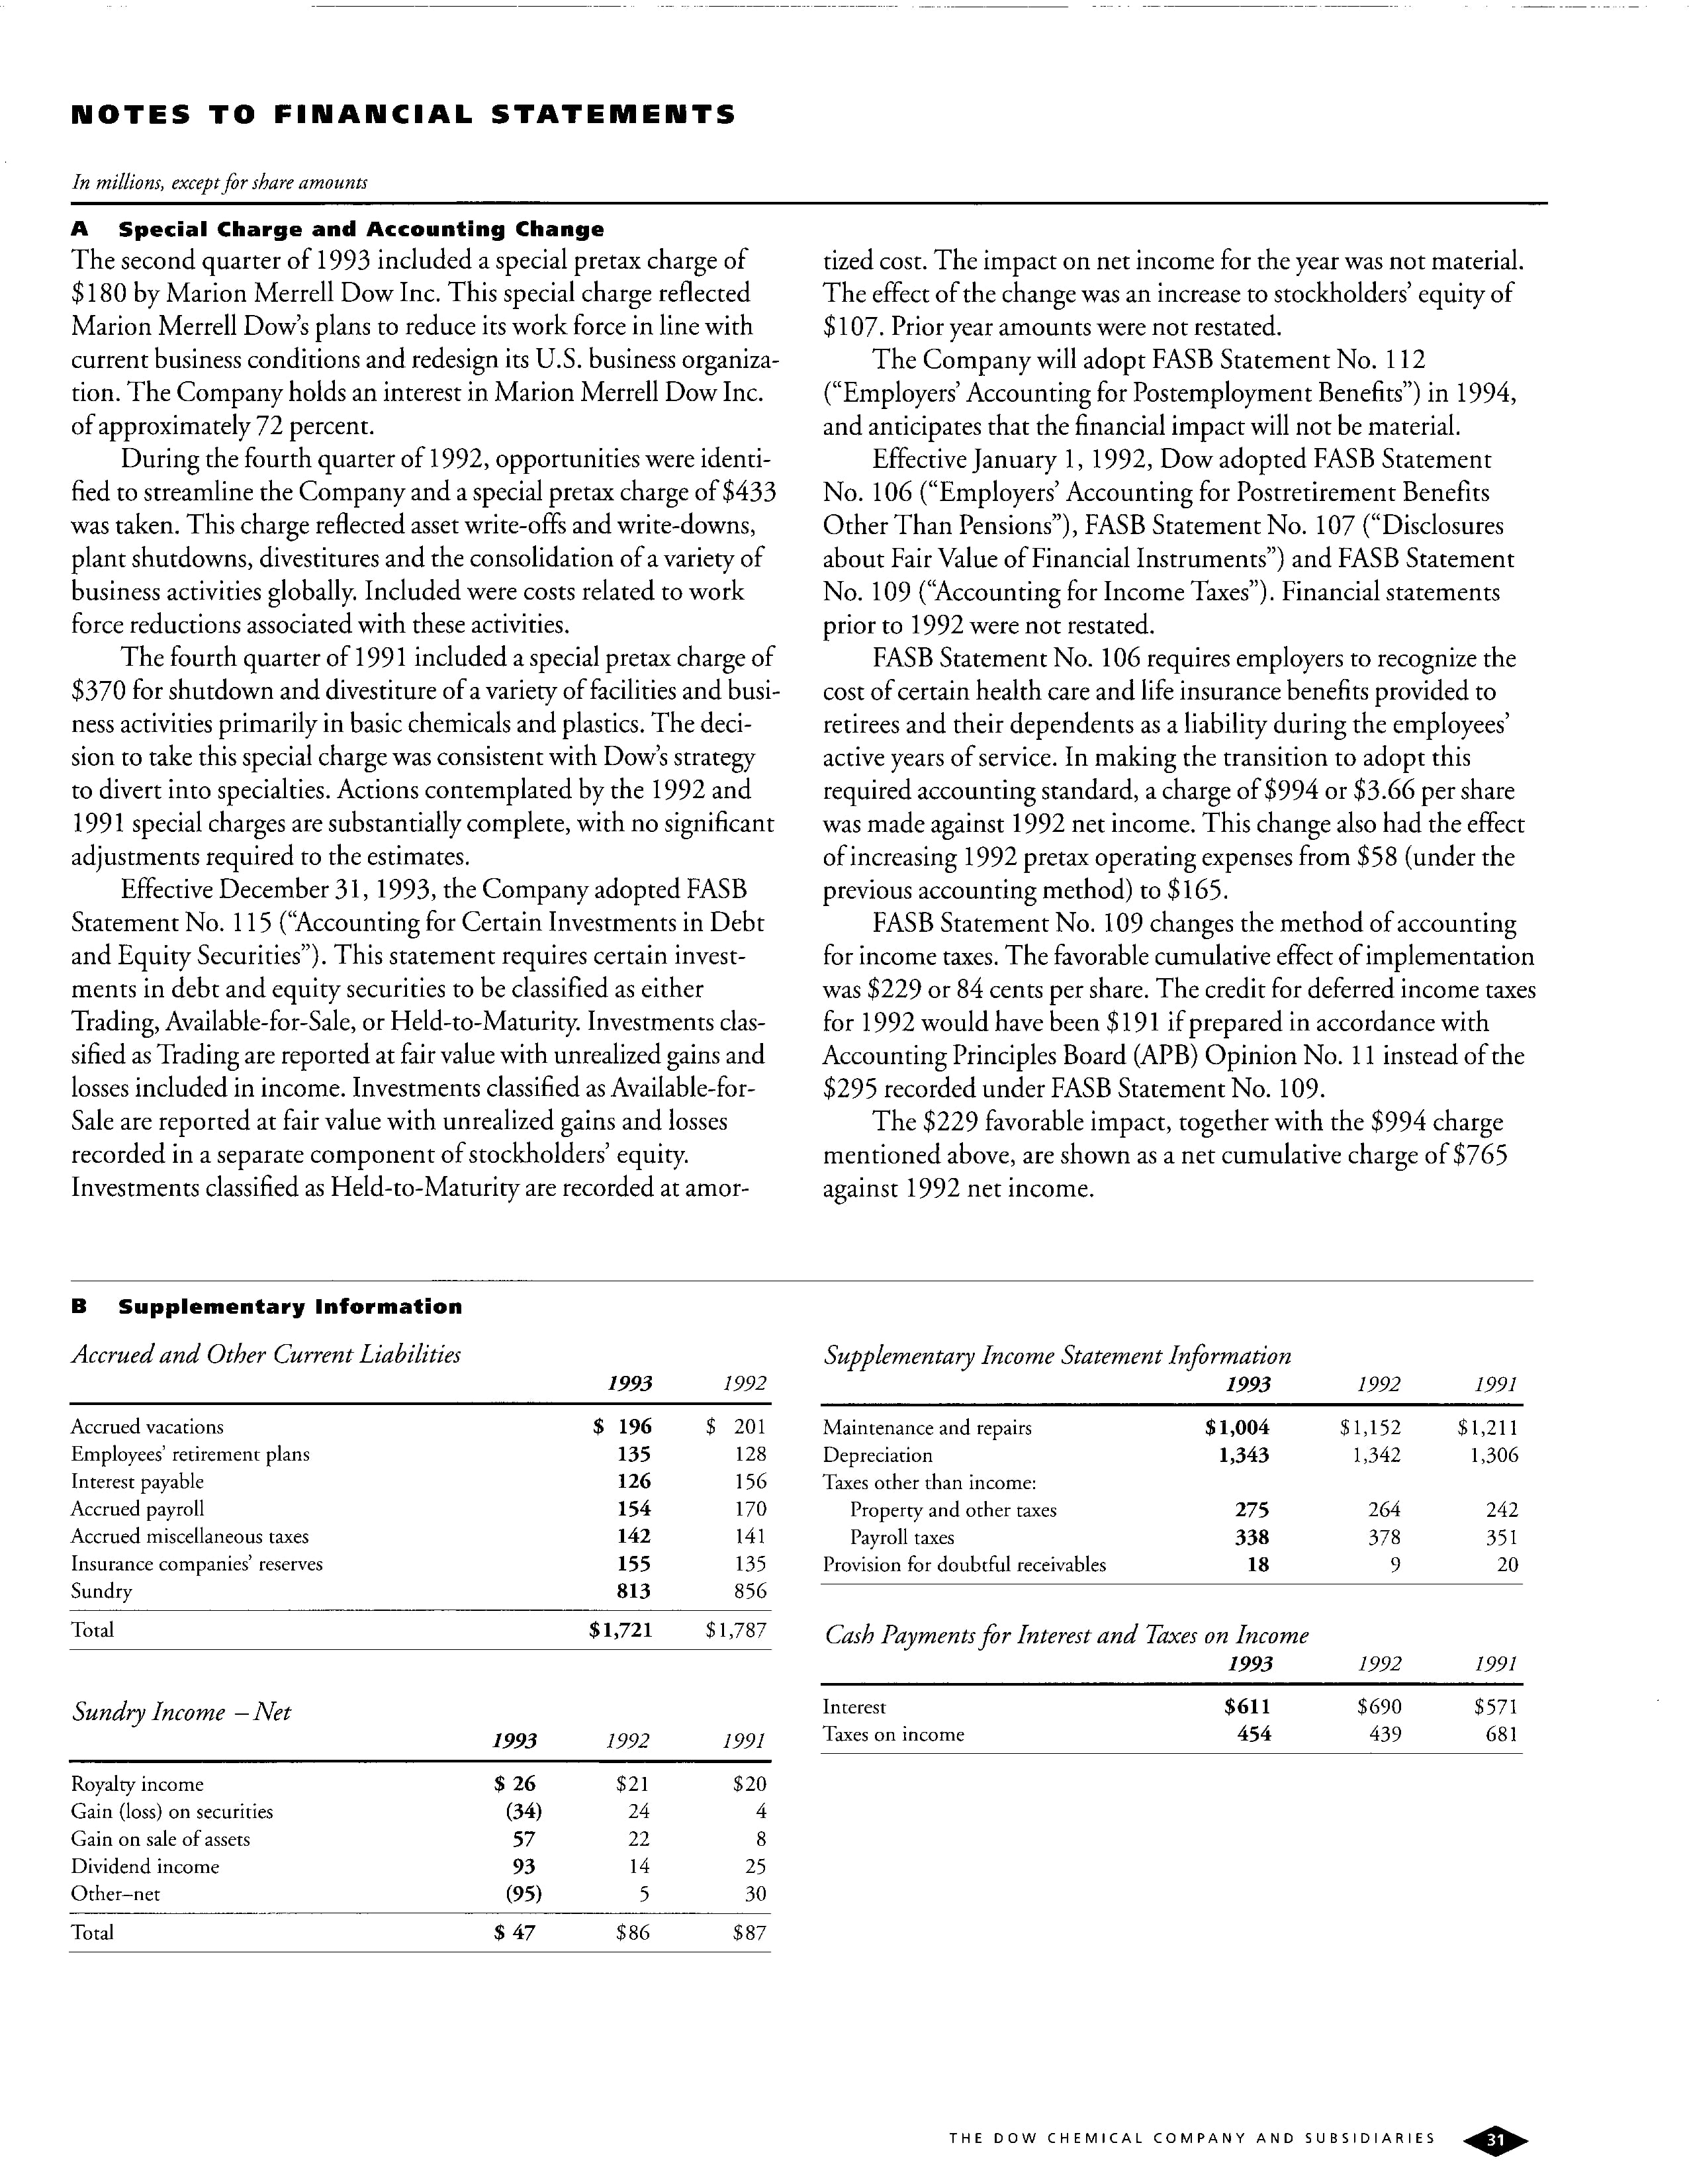 NOTES TO FINANCIAL STATEMENTS
In millions, except for share amounts
A Special Charge and Accounting Change
The second quarter of 1993 included a special pretax charge of
$180 by Marion Merrell Dow Inc. This special charge reflected
Marion Merrell Dow's plans to reduce its work force in line with
current business conditions and redesign its U.S. business organiza-
tion. The Company holds an interest in Marion Merrell Dow Inc.
of approximately 72 percent.
During the fourth quarter of 1992, opportunities were identi-
fied to streamline the Company and a special pretax charge of $433
was taken. This charge reflected asset write-offs and write-downs,
plant shutdowns, divestitures and the consolidation of a variety of
business activities globally. Included were costs related to work
force reductions associated with these activities.
The fourth quarter of 1991 included a special pretax charge of
$370 for shutdown and divestiture of a variety of facilities and busi-
ness activities primarily in basic chemicals and plastics. The deci-
sion to take this special charge was consistent with Dow's strategy
to divert into specialties. Actions contemplated by the 1992 and
1991 special charges are substantially complete, with no significant
adjustments required to the estimates.
Effective December 31, 1993, the Company adopted FASB
Statement No. 115 ("Accounting for Certain Investments in Debt
and Equity Securities"). This statement requires certain invest-
ments in debt and equity securities to be classified as either
Trading, Available-for-Sale, or Held-to-Maturity. Investments clas-
sified as Trading are reported at fair value with unrealized gains and
losses included in income. Investments classified as Available-for-
Sale are reported at fair value with unrealized gains and losses
recorded in a separate component of stockholders' equity.
Investments classified as Held-to-Maturity are recorded at amor-
tized cost. The impact on net income for the year was not material.
The effect of the change was an increase to stockholders' equity of
$107. Prior year amounts were not restated.
The Company will adopt FASB Statement No. 112
("Employers' Accounting for Postemployment Benefits") in 1994,
and anticipates that the financial impact will not be material.
Effective January 1, 1992, Dow adopted FASB Statement
No. 106 ("Employers' Accounting for Postretirement Benefits
Other Than Pensions"), FASB Statement No. 107 ("Disclosures
about Fair Value of Financial Instruments") and FASB Statement
No. 109 ("Accounting for Income Taxes"). Financial statements
prior to 1992 were not restated.
FASB Statement No. 106 requires employers to recognize the
cost of certain health care and life insurance benefits provided to
retirees and their dependents as a liability during the employees'
active years of service. In making the transition to adopt this
required accounting standard, a charge of $994 or $3.66 per share
was made against 1992 net income. This change also had the effect
of increasing 1992 pretax operating expenses from $58 (under the
previous accounting method) to $165.
FASB Statement No. 109 changes the method of accounting
for income taxes. The favorable cumulative effect of implementation
was $229 or 84 cents per share. The credit for deferred income taxes
for 1992 would have been $191 if prepared in accordance with
Accounting Principles Board (APB) Opinion No. 11 instead of the
$295 recorded under FASB Statement No. 109.
The $229 favorable impact, together with the $994 charge
mentioned above, are shown as a net cumulative charge of $765
against 1992 net income.
B Supplementary Information
Accrued and Other Current Liabilities
1993 1992
Accrued vacations $ 196 $ 201
Employees' retirement plans 135 128
Interest payable 126 156
Accrued payroll 154 170
Accrued miscellaneous taxes 142 141
Insurance companies' reserves 155 135
Sundry 813 856
Total $1,721 $1,787
Sundry Income – Net
1993 1992 1991
Royalty income $ 26 $21 $20
Gain (loss) on securities (34) 24 4
Gain on sale of assets 57 22 8
Dividend income 93 14 25
Other–net (95) 5 30
Total $ 47 $86 $87
Supplementary Income Statement Information
1993 1992 1991
Maintenance and repairs $1,004 $1,152 $1,211
Depreciation 1,343 1,342 1,306
Taxes other than income:
Property and other taxes 275 264 242
Payroll taxes 338 378 351
Provision for doubtful receivables 18 9 20
Cash Payments for Interest and Taxes on Income
1993 1992 1991
Interest $611 $690 $571
Taxes on income 454 439 681
THE DOW CHEMICAL COMPANY AND SUBSIDIARIES 31